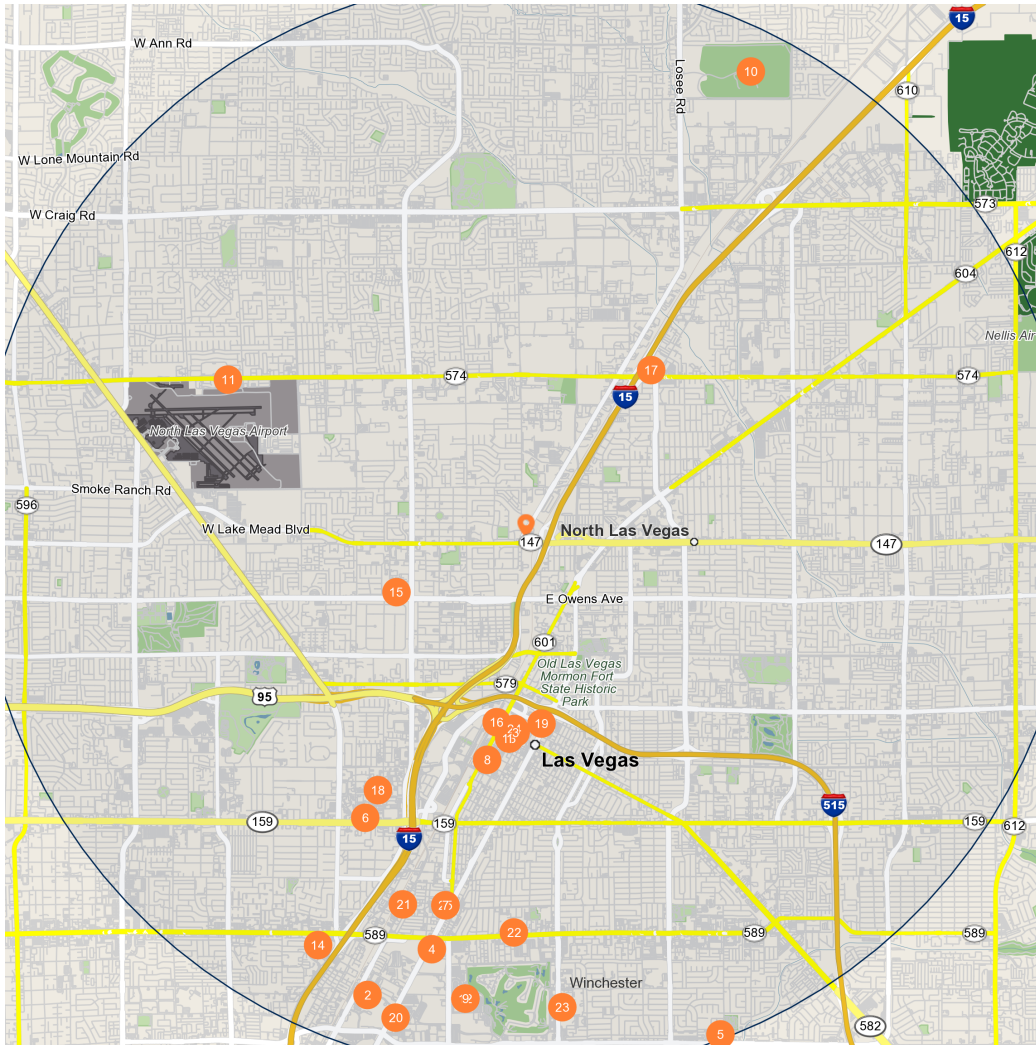 15
W Ann Rd
10
Losee Rd
610
W Lone Mountain Rd
573
W Craig Rd
612
604
Nellis Air
17
11
574
574
15
North Las Vegas Airport
Smoke Ranch Rd
596
W Lake Mead Blvd
North Las Vegas
147
147
15
E Owens Ave
601
Old Las Vegas
Mormon Fort
State Historic
Park
579
95
16
19
8
Las Vegas
18
515
6
159
159
159
612
15
21
22
589
589
589
14
4
Winchester
2
23
20
582
5